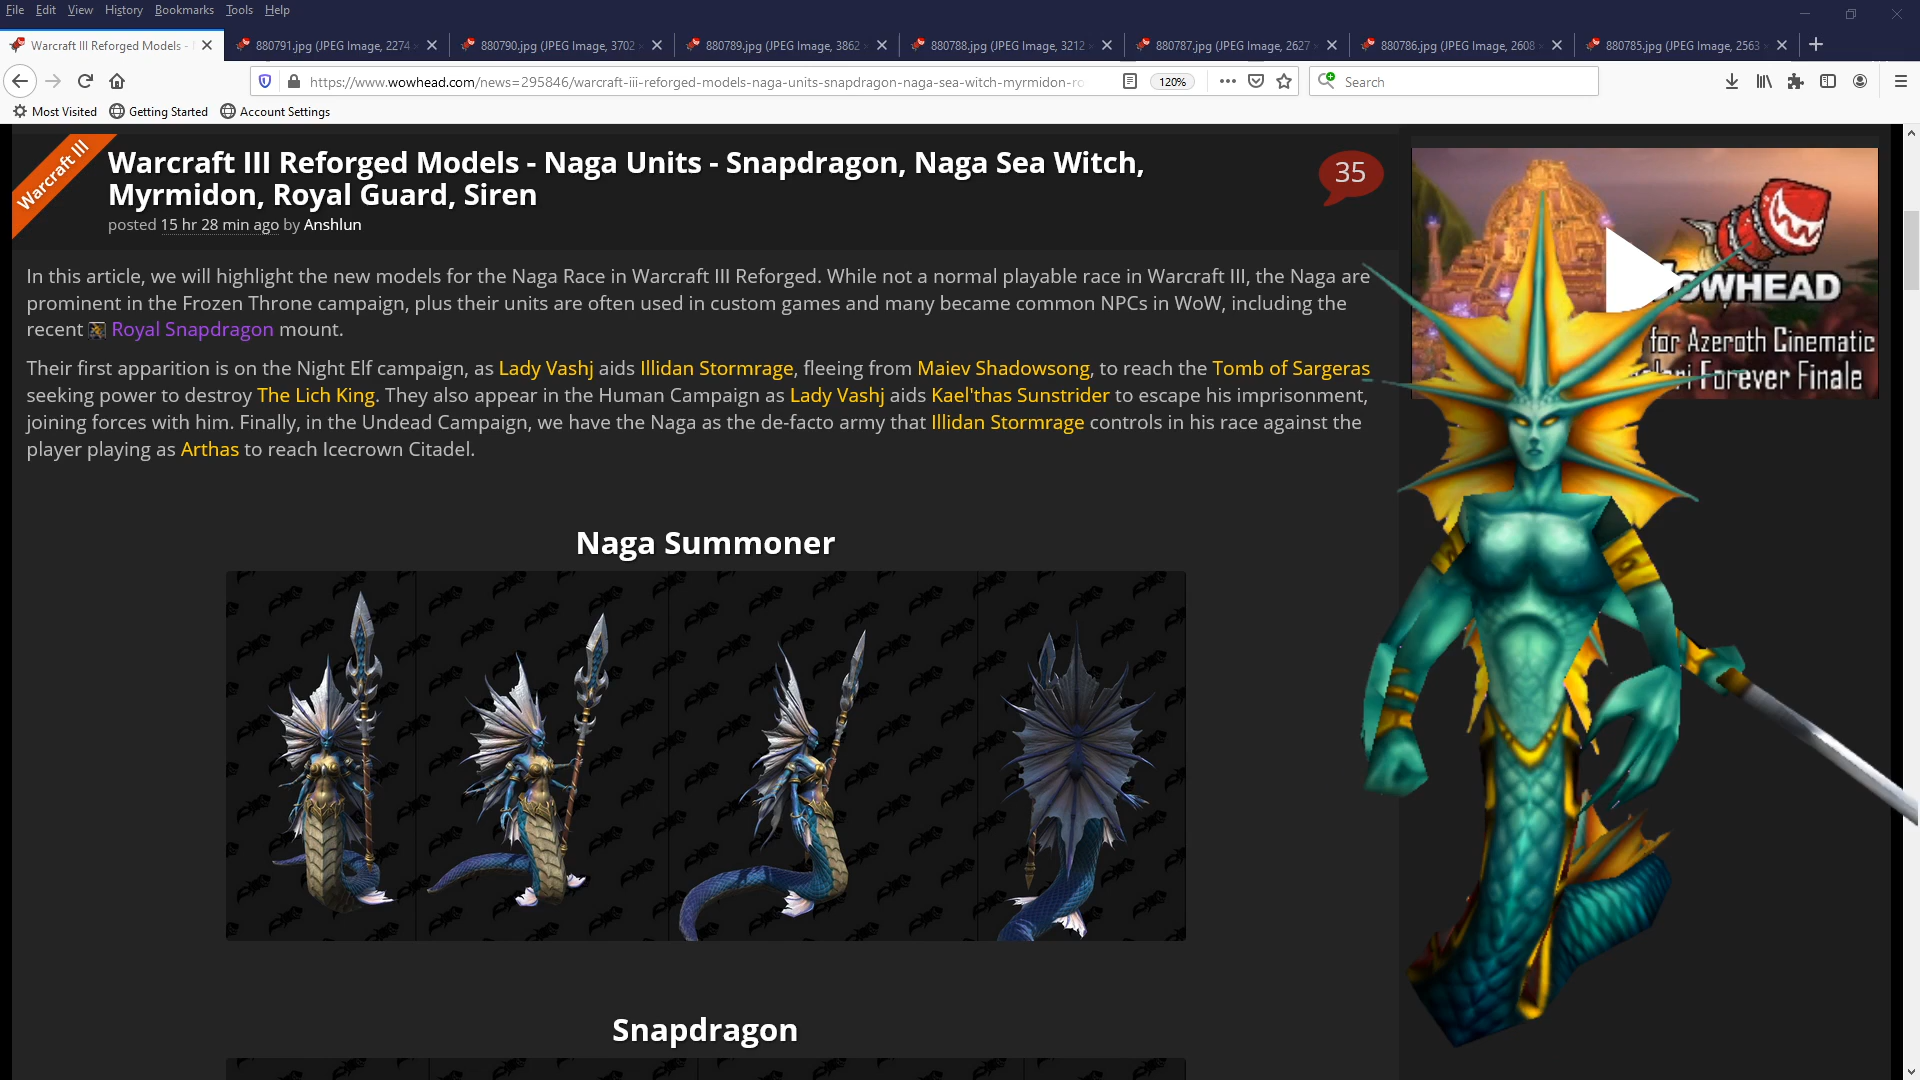 File Edit View History Bookmarks Tools Help
Warcraft III Reforged Models -
880791.jpg (JPEG Image, 2274
880790.jpg (JPEG Image, 3702
880789.jpg (JPEG Image, 3862
880788.jpg (JPEG Image, 3212
880787.jpg (JPEG Image, 2627
880786.jpg (JPEG Image, 2608
880785.jpg (JPEG Image, 2563
https://www.wowhead.com/news=295846/warcraft-iii-reforged-models-naga-units-snapdragon-naga-sea-witch-myrmidon-ro
120%
Search
Most Visited Getting Started Account Settings
Warcraft III
Warcraft III Reforged Models - Naga Units - Snapdragon, Naga Sea Witch,
Myrmidon, Royal Guard, Siren
35
posted 15 hr 28 min ago by Anshlun
In this article, we will highlight the new models for the Naga Race in Warcraft III Reforged. While not a normal playable race in Warcraft III, the Naga are
prominent in the Frozen Throne campaign, plus their units are often used in custom games and many became common NPCs in WoW, including the
recent Royal Snapdragon mount.
Their first apparition is on the Night Elf campaign, as Lady Vashj aids Illidan Stormrage, fleeing from Maiev Shadowsong, to reach the Tomb of Sargeras
seeking power to destroy The Lich King. They also appear in the Human Campaign as Lady Vashj aids Kael'thas Sunstrider to escape his imprisonment,
joining forces with him. Finally, in the Undead Campaign, we have the Naga as the de-facto army that Illidan Stormrage controls in his race against the
player playing as Arthas to reach Icecrown Citadel.
WOWHEAD
for Azeroth Cinematic
Forever Finale
Naga Summoner
Snapdragon